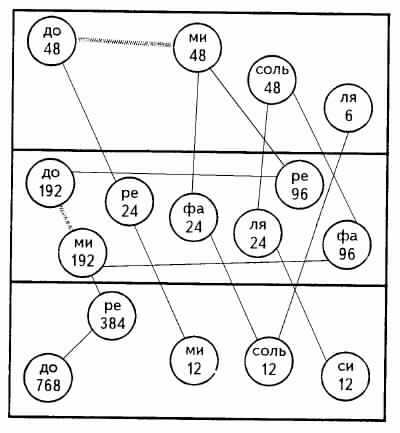 до
48
ми
48
соль
48
ля
6
до
192
ре
24
фа
24
ля
24
ре
96
фа
96
ми
192
ре
384
до
768
ми
12
соль
12
си
12